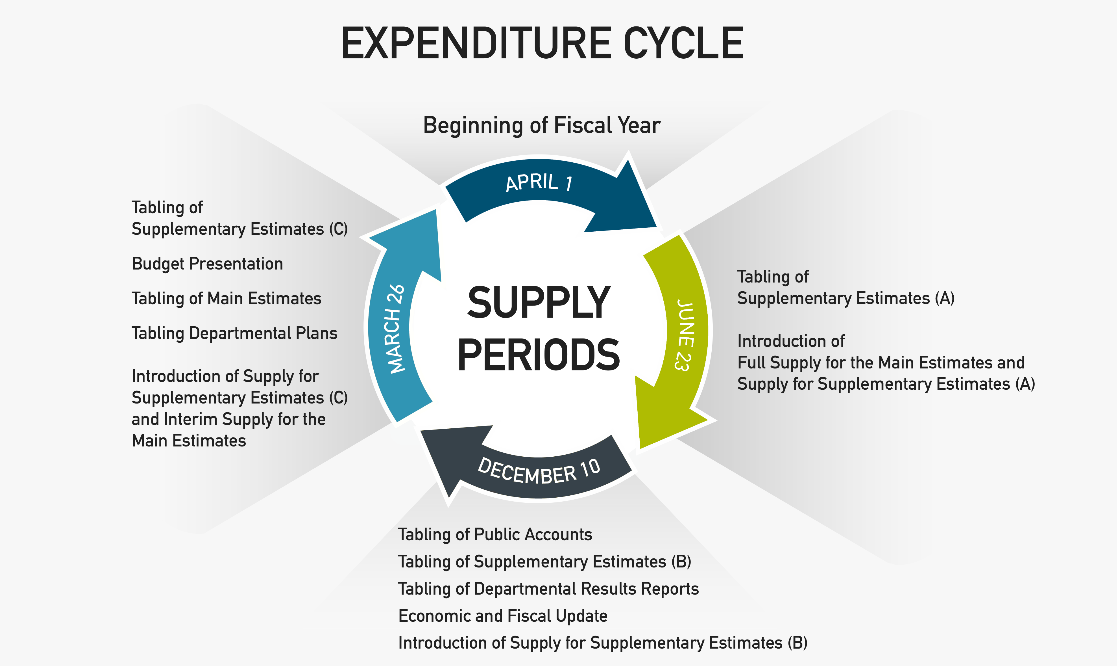 EXPENDITURE CYCLE
Beginning of Fiscal Year
APRIL 1
JUNE 23
Tabling of
Supplementary Estimates (A)
Introduction of
Full Supply for the Main Estimates and
Supply for Supplementary Estimates (A)
DECEMBER 10
Tabling of Public Accounts
Tabling of Supplementary Estimates (B)
Tabling of Departmental Results Reports
Economic and Fiscal Update
Introduction of Supply for Supplementary Estimates (B)
MARCH 26
Tabling of
Supplementary Estimates (C)
Budget Presentation
Tabling of Main Estimates
Tabling Departmental Plans
Introduction of Supply for
Supplementary Estimates (C)
and Interim Supply for the
Main Estimates
SUPPLY
PERIODS